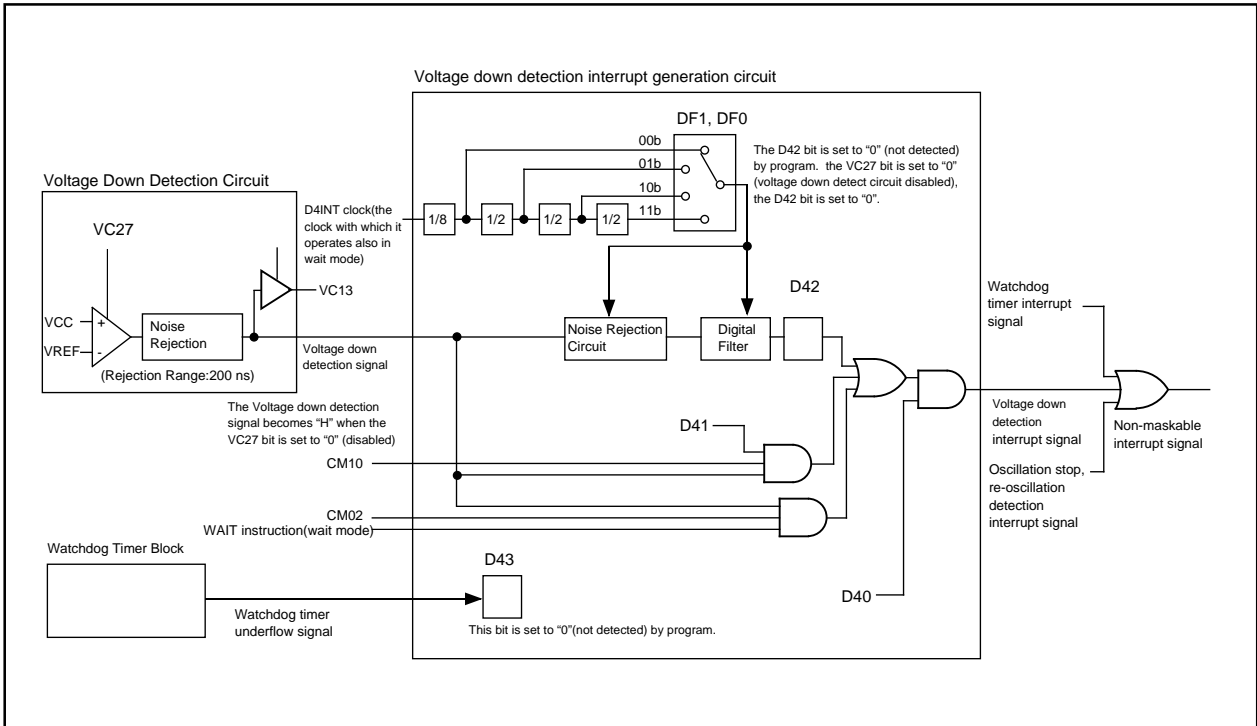 Voltage down detection interrupt generation circuit
DF1, DF0
00b
01b
10b
11b
The D42 bit is set to “0” (not detected)
by program.  the VC27 bit is set to “0”
(voltage down detect circuit disabled),
the D42 bit is set to “0”.
Voltage Down Detection Circuit
D4INT clock(the
clock with which it
operates also in
wait mode)
1/8
1/2
1/2
1/2
VC27
VC13
VCC
+
VREF
-
Noise
Rejection
(Rejection Range:200 ns)
Voltage down
detection signal
Noise Rejection
Circuit
Digital
Filter
D42
Watchdog
timer interrupt
signal
The Voltage down detection
signal becomes “H” when the
VC27 bit is set to “0” (disabled)
D41
CM10
CM02
WAIT instruction(wait mode)
Voltage down
detection
interrupt signal
Non-maskable
interrupt signal
Oscillation stop,
re-oscillation
detection
interrupt signal
Watchdog Timer Block
D43
D40
Watchdog timer
underflow signal
This bit is set to “0”(not detected) by program.